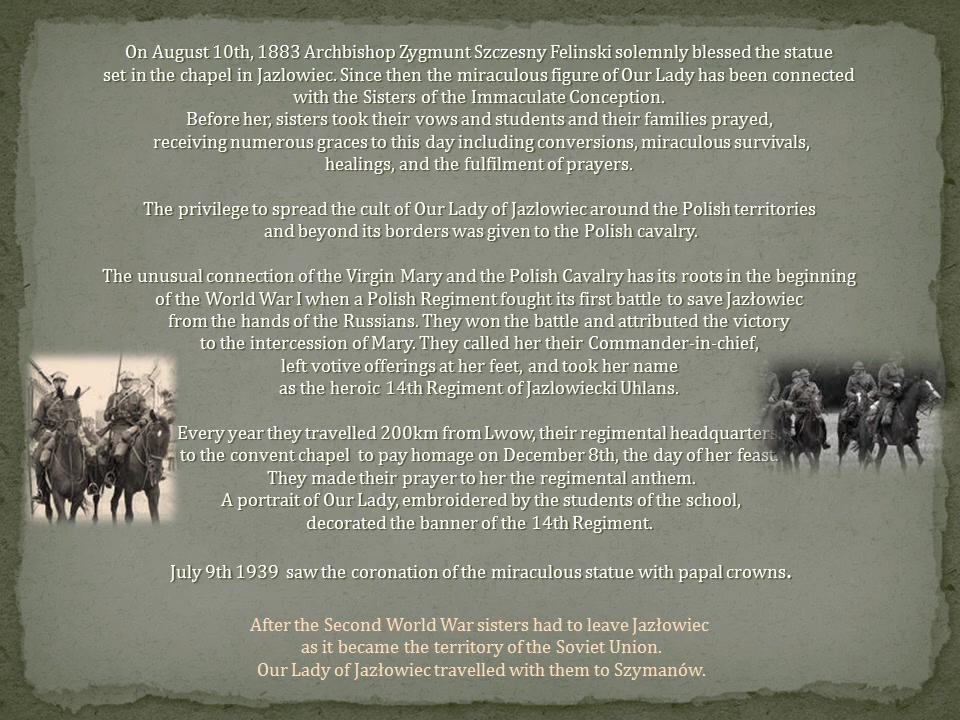 On August 10th, 1883 Archbishop Zygmunt Szczesny Felinski solemnly blessed the statue
set in the chapel in Jazlowiec. Since then the miraculous figure of Our Lady has been connected
with the Sisters of the Immaculate Conception.
Before her, sisters took their vows and students and their families prayed,
receiving numerous graces to this day including conversions, miraculous survivals,
healings, and the fulfilment of prayers.
The privilege to spread the cult of Our Lady of Jazlowiec around the Polish territories
and beyond its borders was given to the Polish cavalry.
The unusual connection of the Virgin Mary and the Polish Cavalry has its roots in the beginning
of the World War I when a Polish Regiment fought its first battle to save Jazłowiec
from the hands of the Russians. They won the battle and attributed the victory
to the intercession of Mary. They called her their Commander-in-chief,
left votive offerings at her feet, and took her name
as the heroic 14th Regiment of Jazlowiecki Uhlans.
Every year they travelled 200km from Lwow, their regimental headquarters,
to the convent chapel to pay homage on December 8th, the day of her feast.
They made their prayer to her the regimental anthem.
A portrait of Our Lady, embroidered by the students of the school,
decorated the banner of the 14th Regiment.
July 9th 1939 saw the coronation of the miraculous statue with papal crowns.
After the Second World War sisters had to leave Jazłowiec
as it became the territory of the Soviet Union.
Our Lady of Jazłowiec travelled with them to Szymanów.